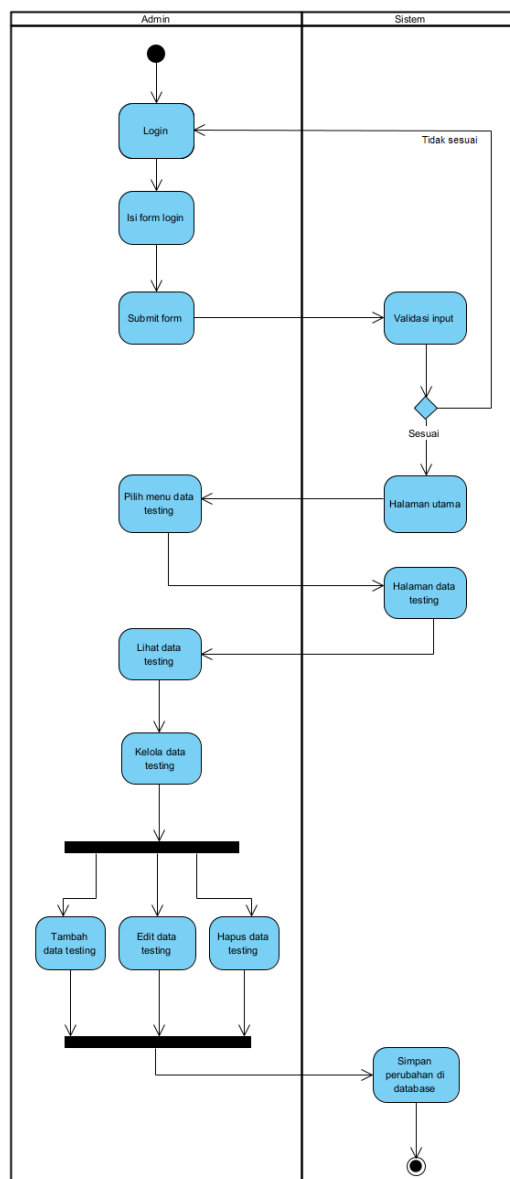 Admin
Sistem
Login
Tidak sesuai
Isi form login
Submit form
Validasi input
Sesuai
Pilih menu data
testing
Halaman utama
Halaman data
testing
Lihat data
testing
Kelola data
testing
Tambah
data testing
Edit data
testing
Hapus data
testing
Simpan
perubahan di
database